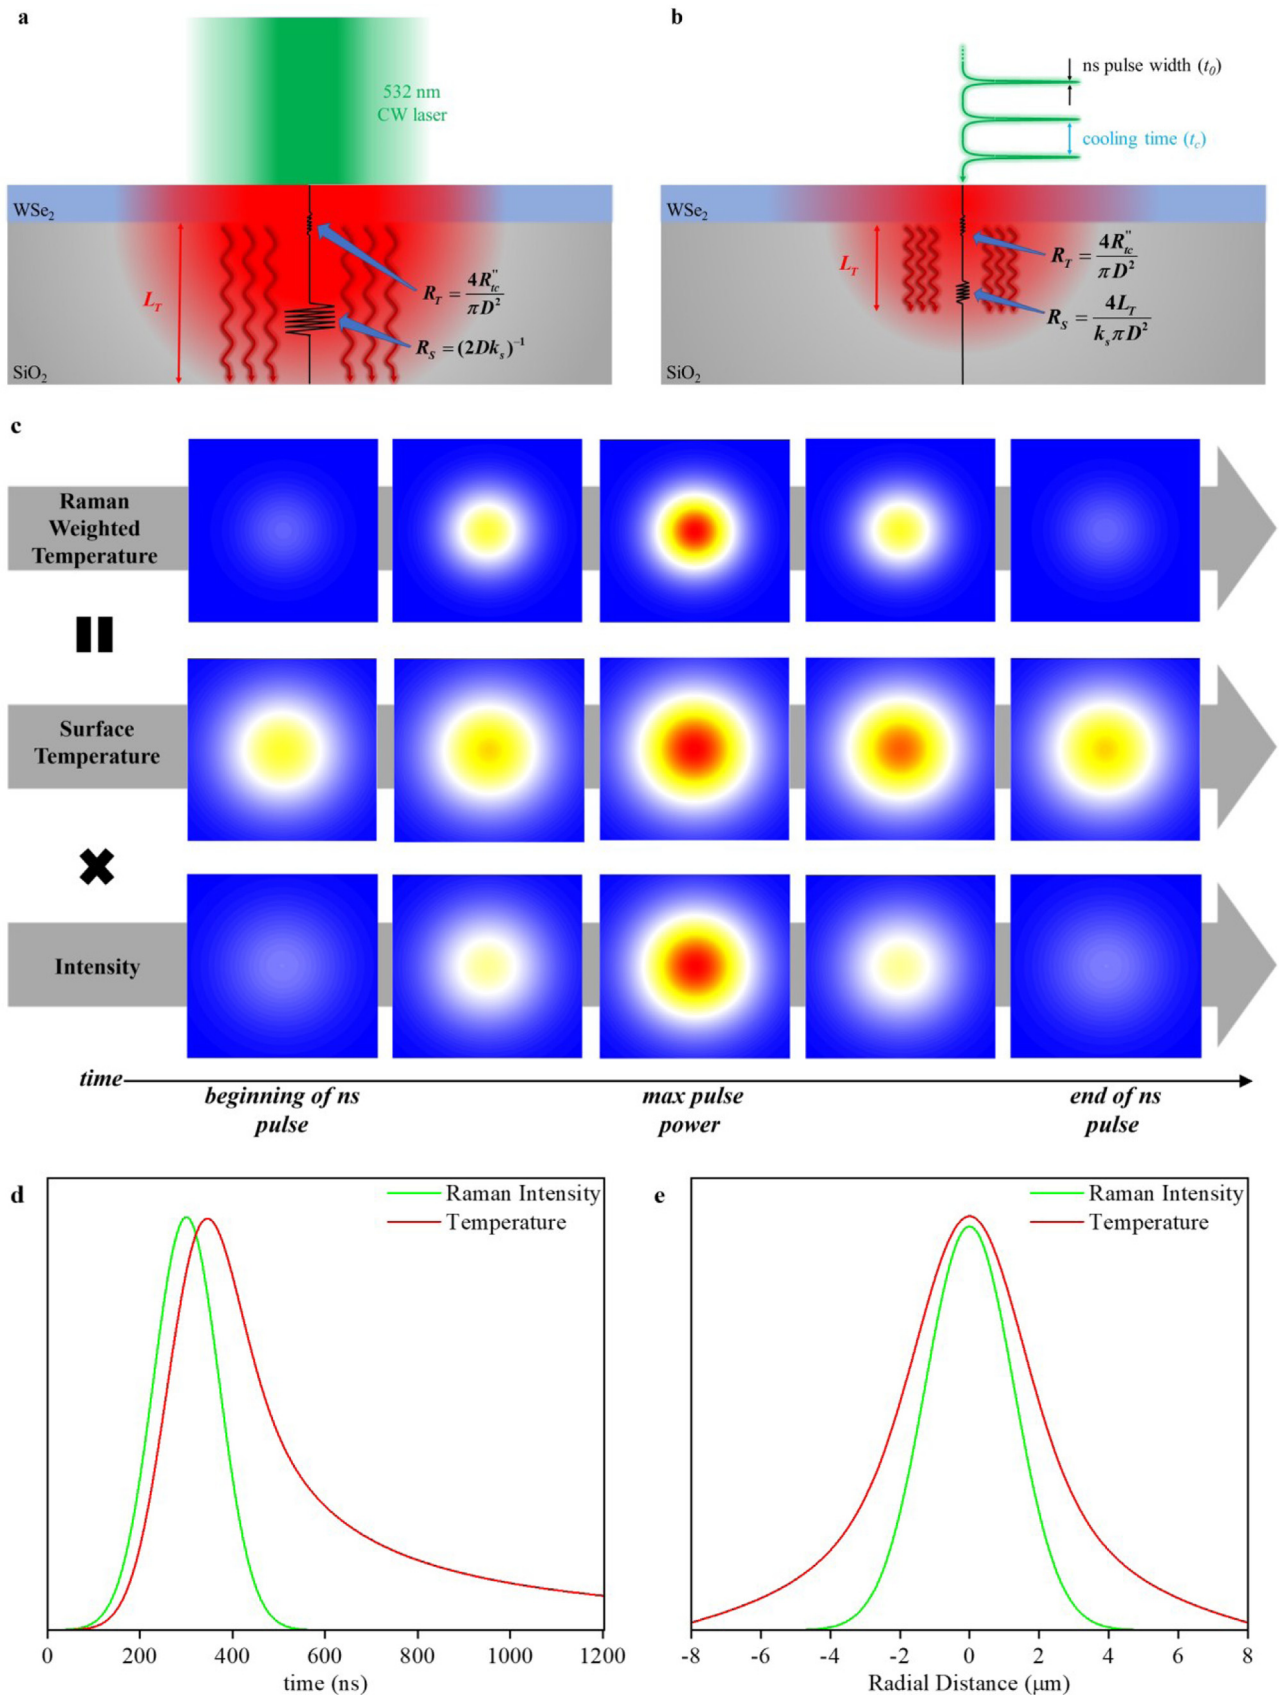 a
532 nm
CW laser
WSe2
LT
RT = 4R"tc / πD²
RS = (2Dks)⁻¹
SiO2
b
ns pulse width (t0)
cooling time (tc)
WSe2
LT
RT = 4R"tc / πD²
RS = 4LT / ksπD²
SiO2
c
Raman
Weighted
Temperature
Surface
Temperature
Intensity
time
beginning of ns
pulse
max pulse
power
end of ns
pulse
d
Raman Intensity
Temperature
0 200 400 600 800 1000 1200
time (ns)
e
Raman Intensity
Temperature
-8 -6 -4 -2 0 2 4 6 8
Radial Distance (μm)